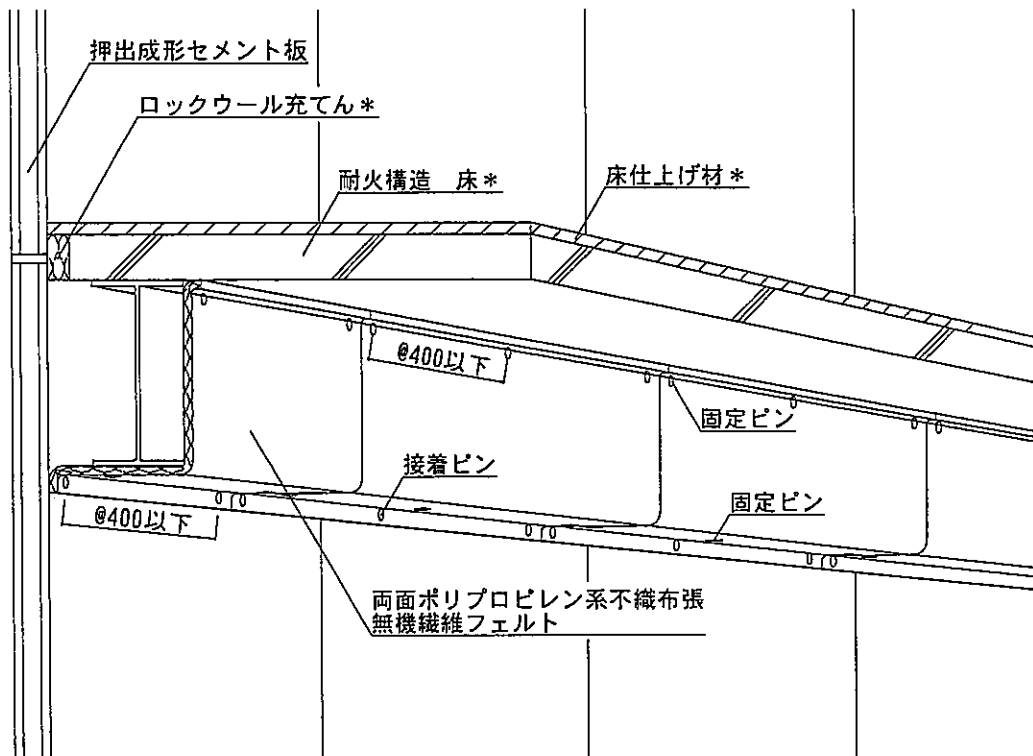 押出成形セメント板
ロックウール充てん*
耐火構造　床*
床仕上げ材*
@400以下
固定ピン
接着ピン
固定ピン
@400以下
両面ポリプロピレン系不織布張
無機繊維フェルト